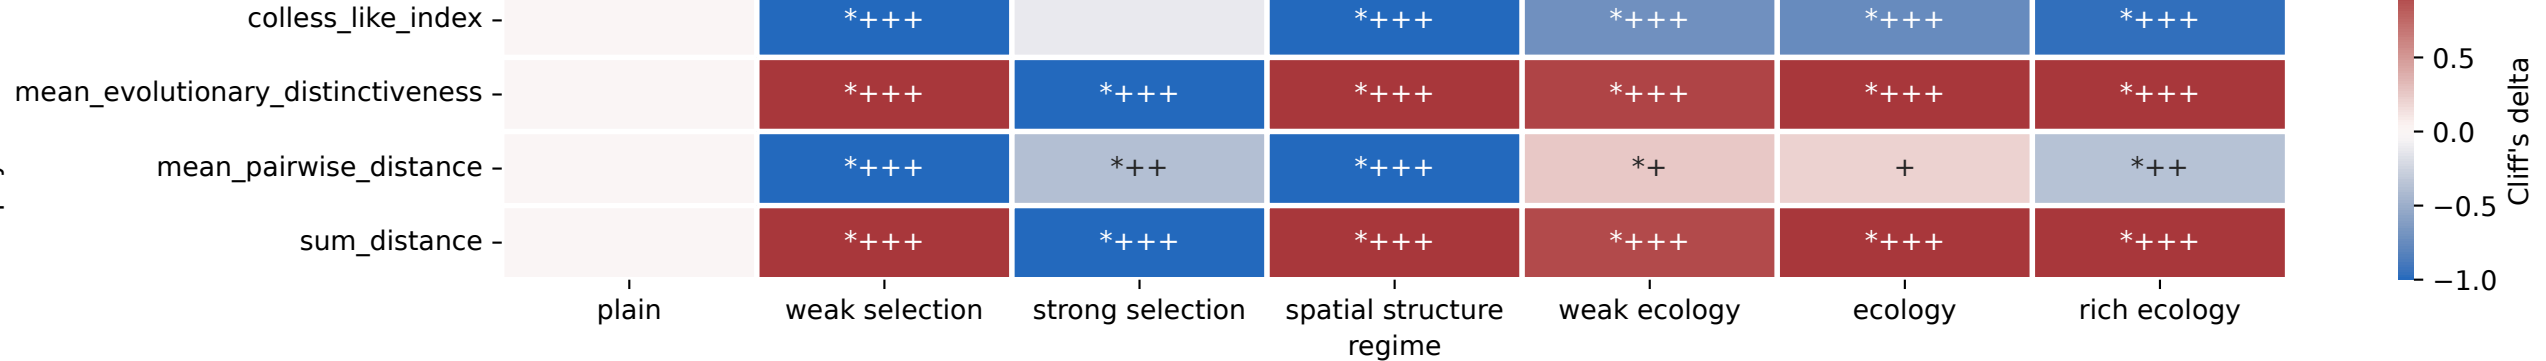 colless_like_index *+++ *+++ *+++ *+++ *+++
mean_evolutionary_distinctiveness *+++ *+++ *+++ *+++ *+++ *+++
mean_pairwise_distance *+++ *++ *+++ *+ + *++
sum_distance *+++ *+++ *+++ *+++ *+++ *+++
plain weak selection strong selection spatial structure weak ecology ecology rich ecology
regime
0.5
0.0
−0.5
−1.0
Cliff's delta